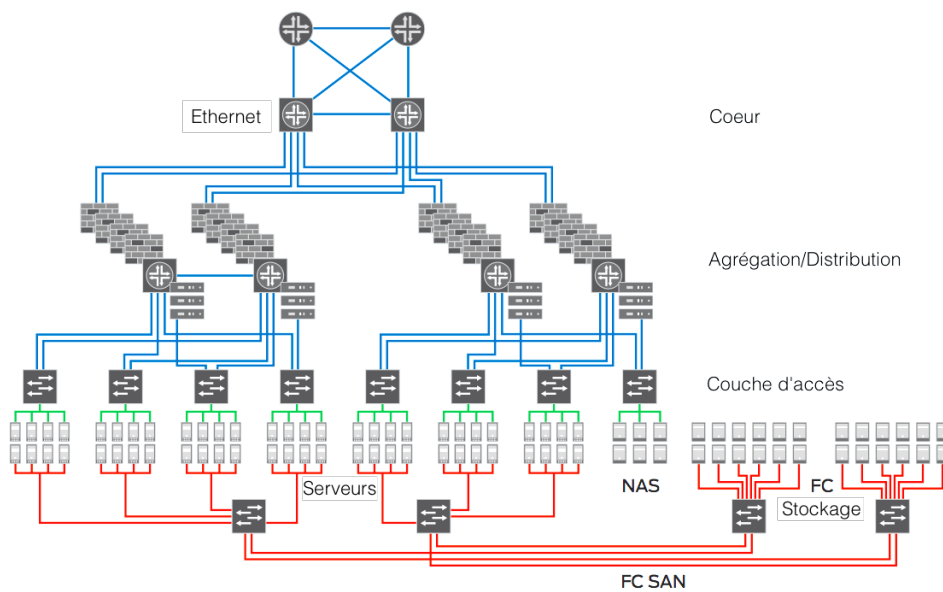 Ethernet
Coeur
Agrégation/Distribution
Couche d'accès
Serveurs
NAS
FC
Stockage
FC SAN